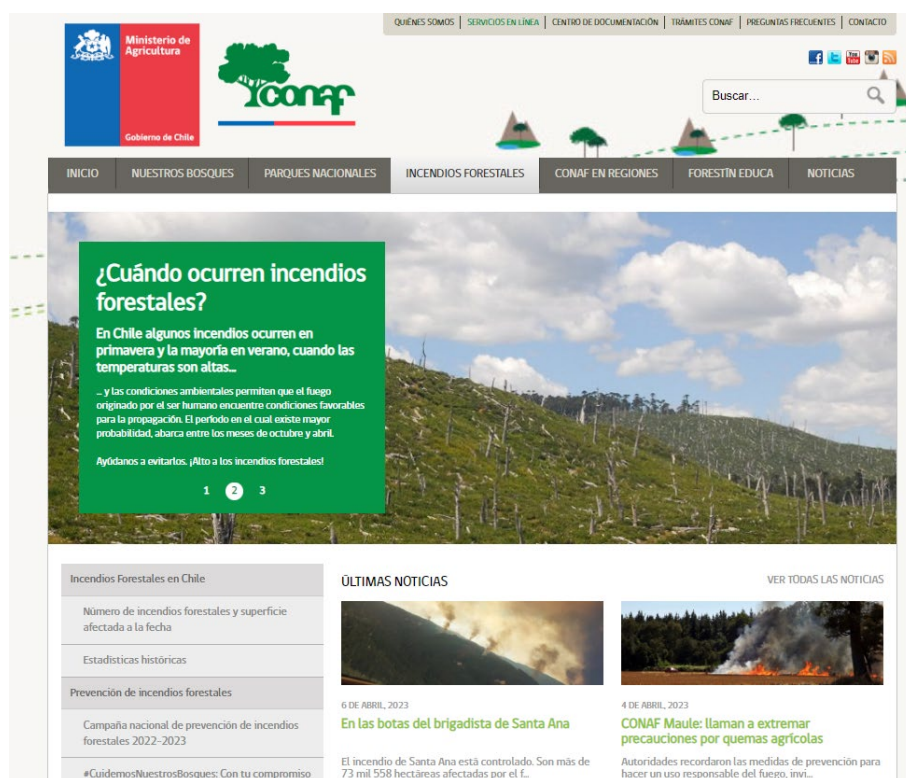 QUIÉNES SOMOS | SERVICIOS EN LÍNEA | CENTRO DE DOCUMENTACIÓN | TRÁMITES CONAF | PREGUNTAS FRECUENTES | CONTACTO
Ministerio de
Agricultura
Gobierno de Chile
conaf
Buscar...
INICIO NUESTROS BOSQUES PARQUES NACIONALES INCENDIOS FORESTALES CONAF EN REGIONES FORESTÍN EDUCA NOTICIAS
¿Cuándo ocurren incendios
forestales?
En Chile algunos incendios ocurren en
primavera y la mayoría en verano, cuando las
temperaturas son altas...
... y las condiciones ambientales permiten que el fuego
originado por el ser humano encuentre condiciones favorables
para la propagación. El período en el cual existe mayor
probabilidad, abarca entre los meses de octubre y abril.
Ayúdanos a evitarlos. ¡Alto a los incendios forestales!
1 2 3
Incendios Forestales en Chile
Número de incendios forestales y superficie
afectada a la fecha
Estadísticas históricas
Prevención de incendios forestales
Campaña nacional de prevención de incendios
forestales 2022-2023
#CuidemosNuestrosBosques: Con tu compromiso
ÚLTIMAS NOTICIAS
VER TODAS LAS NOTICIAS
6 DE ABRIL, 2023
En las botas del brigadista de Santa Ana
El incendio de Santa Ana está controlado. Son más de
73 mil 558 hectáreas afectadas por el f...
4 DE ABRIL, 2023
CONAF Maule: llaman a extremar
precauciones por quemas agrícolas
Autoridades recordaron las medidas de prevención para
hacer un uso responsable del fuego, invi...